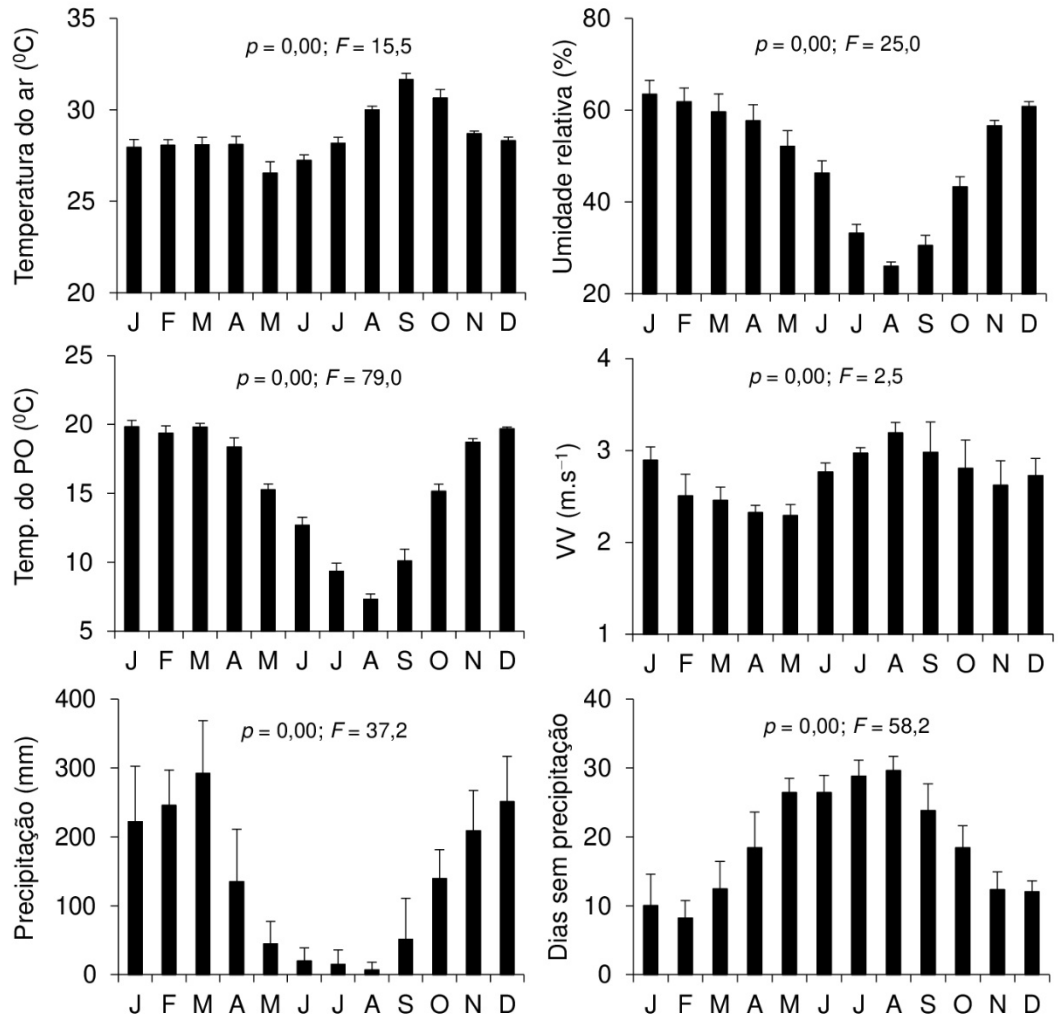 Temperatura do ar (⁰C)
p = 0,00; F = 15,5
35
30
25
20
J F M A M J J A S O N D
Umidade relativa (%)
p = 0,00; F = 25,0
80
60
40
20
J F M A M J J A S O N D
Temp. do PO (⁰C)
p = 0,00; F = 79,0
25
20
15
10
5
J F M A M J J A S O N D
VV (m.s⁻¹)
p = 0,00; F = 2,5
4
3
2
1
J F M A M J J A S O N D
Precipitação (mm)
p = 0,00; F = 37,2
400
300
200
100
0
J F M A M J J A S O N D
Dias sem precipitação
p = 0,00; F = 58,2
40
30
20
10
0
J F M A M J J A S O N D